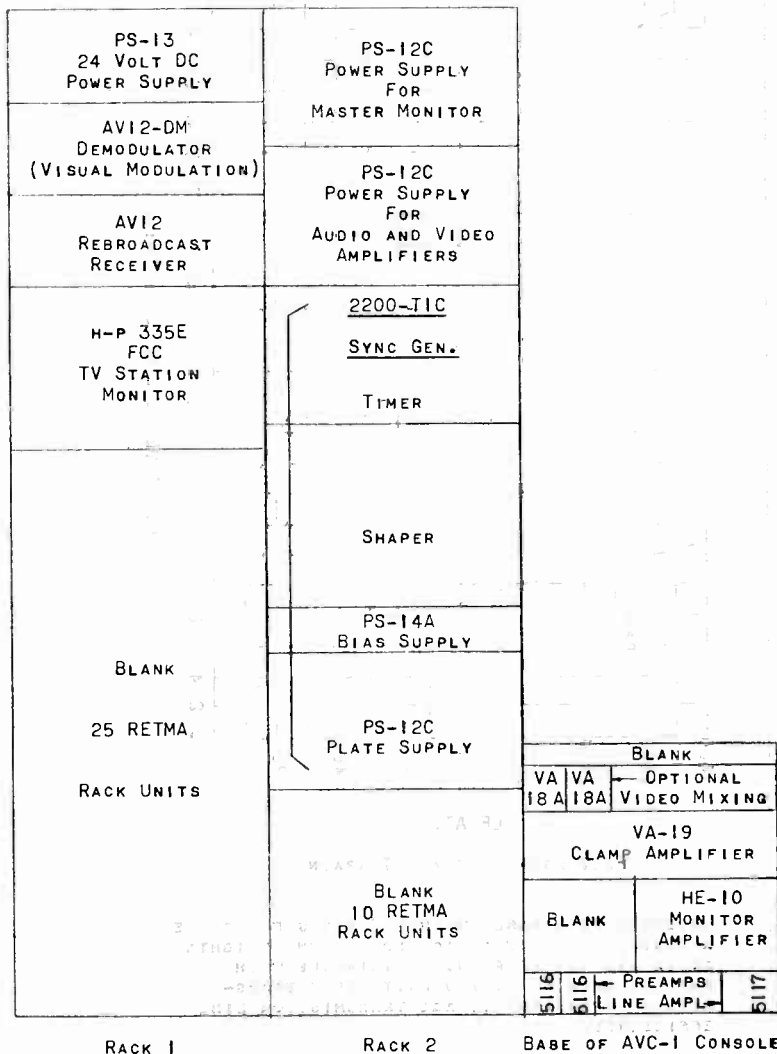 PS-13
24 VOLT DC
POWER SUPPLY
AV12-DM
DEMODULATOR
(VISUAL MODULATION)
AV12
REBROADCAST
RECEIVER
H-P 335E
FCC
TV STATION
MONITOR
BLANK
25 RETMA
RACK UNITS
RACK 1
PS-12C
POWER SUPPLY
FOR
MASTER MONITOR
PS-12C
POWER SUPPLY
FOR
AUDIO AND VIDEO
AMPLIFIERS
2200-TIC
SYNC GEN.
TIMER
SHAPER
PS-14A
BIAS SUPPLY
PS-12C
PLATE SUPPLY
BLANK
10 RETMA
RACK UNITS
RACK 2
BLANK
VA
18A
VA
18A
OPTIONAL
VIDEO MIXING
VA-19
CLAMP AMPLIFIER
BLANK
HE-10
MONITOR
AMPLIFIER
5116
5116
PREAMPS
LINE AMPL
5117
BASE OF AVC-1 CONSOLE